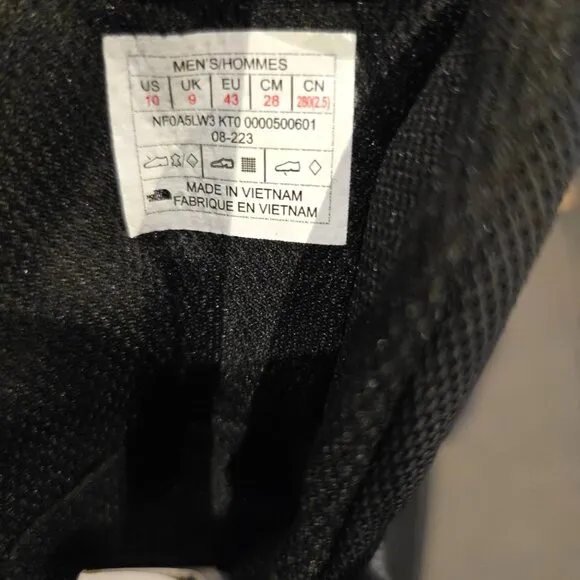 MEN'S/HOMMES
US UK EU CM CN
10 9 43 28 280(2.5)
NF0A5LW3 KT0 0000500601
08-223
MADE IN VIETNAM
FABRIQUE EN VIETNAM